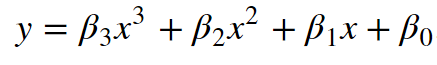 y = β₃x³ + β₂x² + β₁x + β₀